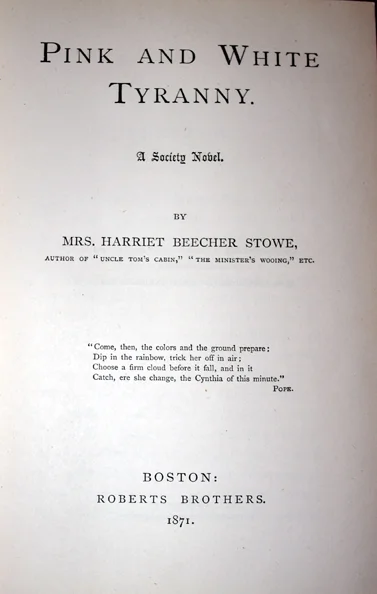 PINK AND WHITE
TYRANNY.
A Society Novel.
BY
MRS. HARRIET BEECHER STOWE,
AUTHOR OF "UNCLE TOM'S CABIN," "THE MINISTER'S WOOING," ETC.
"Come, then, the colors and the ground prepare;
Dip in the rainbow, trick her off in air;
Choose a firm cloud before it fall, and in it
Catch, ere she change, the Cynthia of this minute."
POPE.
BOSTON:
ROBERTS BROTHERS.
1871.